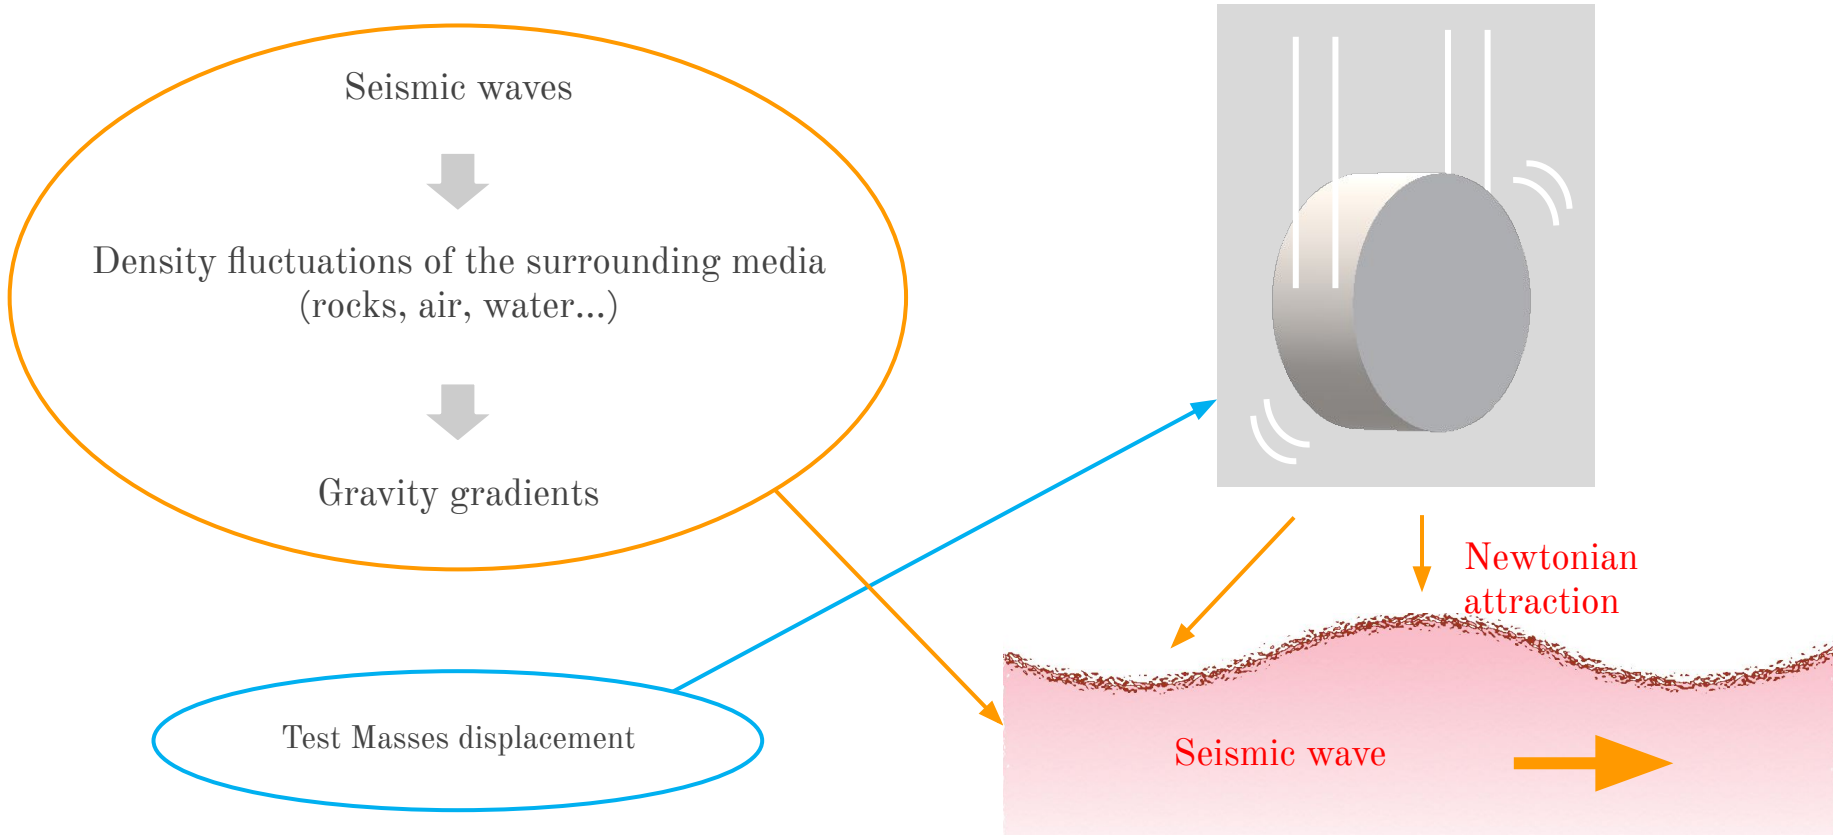 Seismic waves
Density fluctuations of the surrounding media
(rocks, air, water...)
Gravity gradients
Test Masses displacement
Newtonian
attraction
Seismic wave